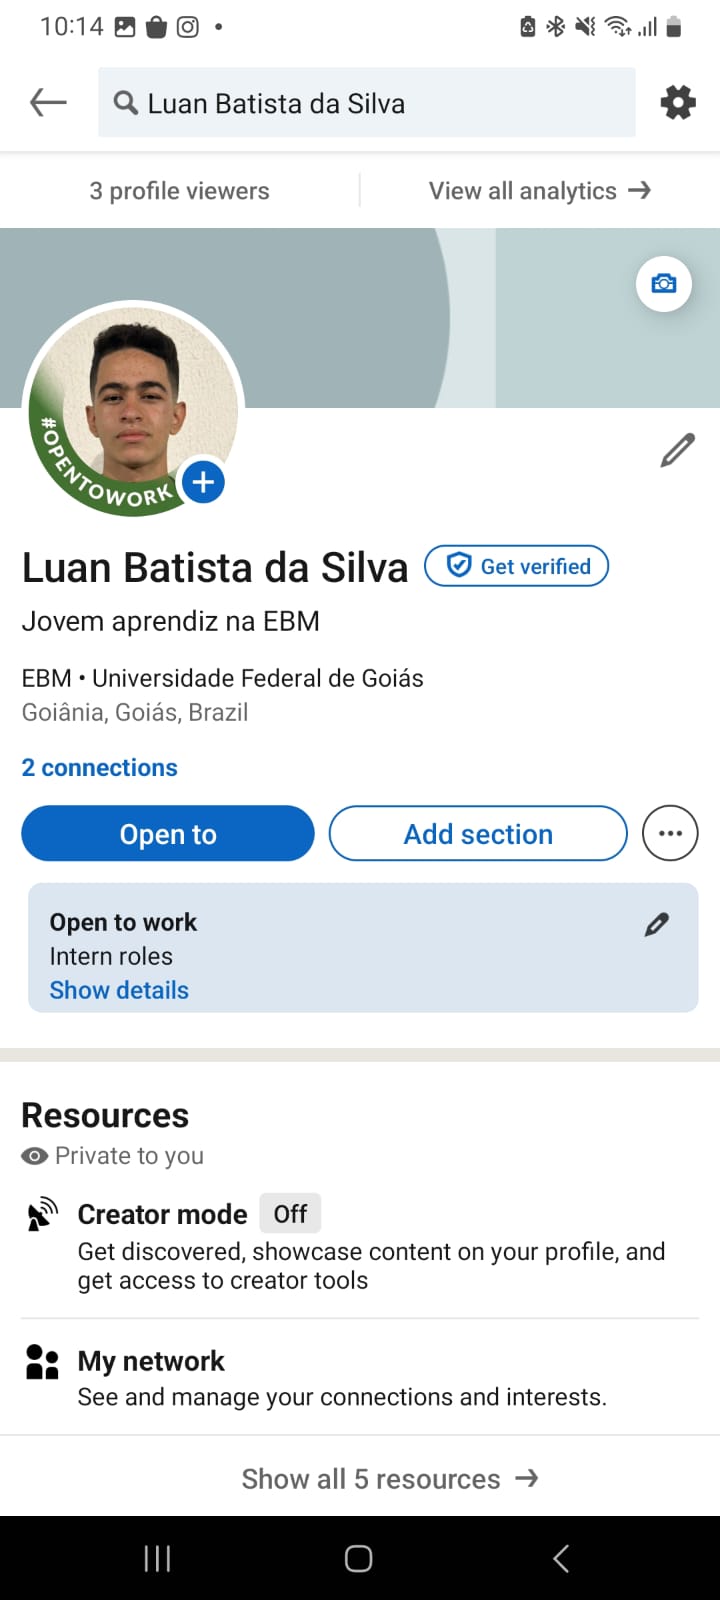 10:14
Luan Batista da Silva
3 profile viewers
View all analytics →
#OPENTOWORK
Luan Batista da Silva
Get verified
Jovem aprendiz na EBM
EBM • Universidade Federal de Goiás
Goiânia, Goiás, Brazil
2 connections
Open to
Add section
Open to work
Intern roles
Show details
Resources
Private to you
Creator mode Off
Get discovered, showcase content on your profile, and
get access to creator tools
My network
See and manage your connections and interests.
Show all 5 resources →